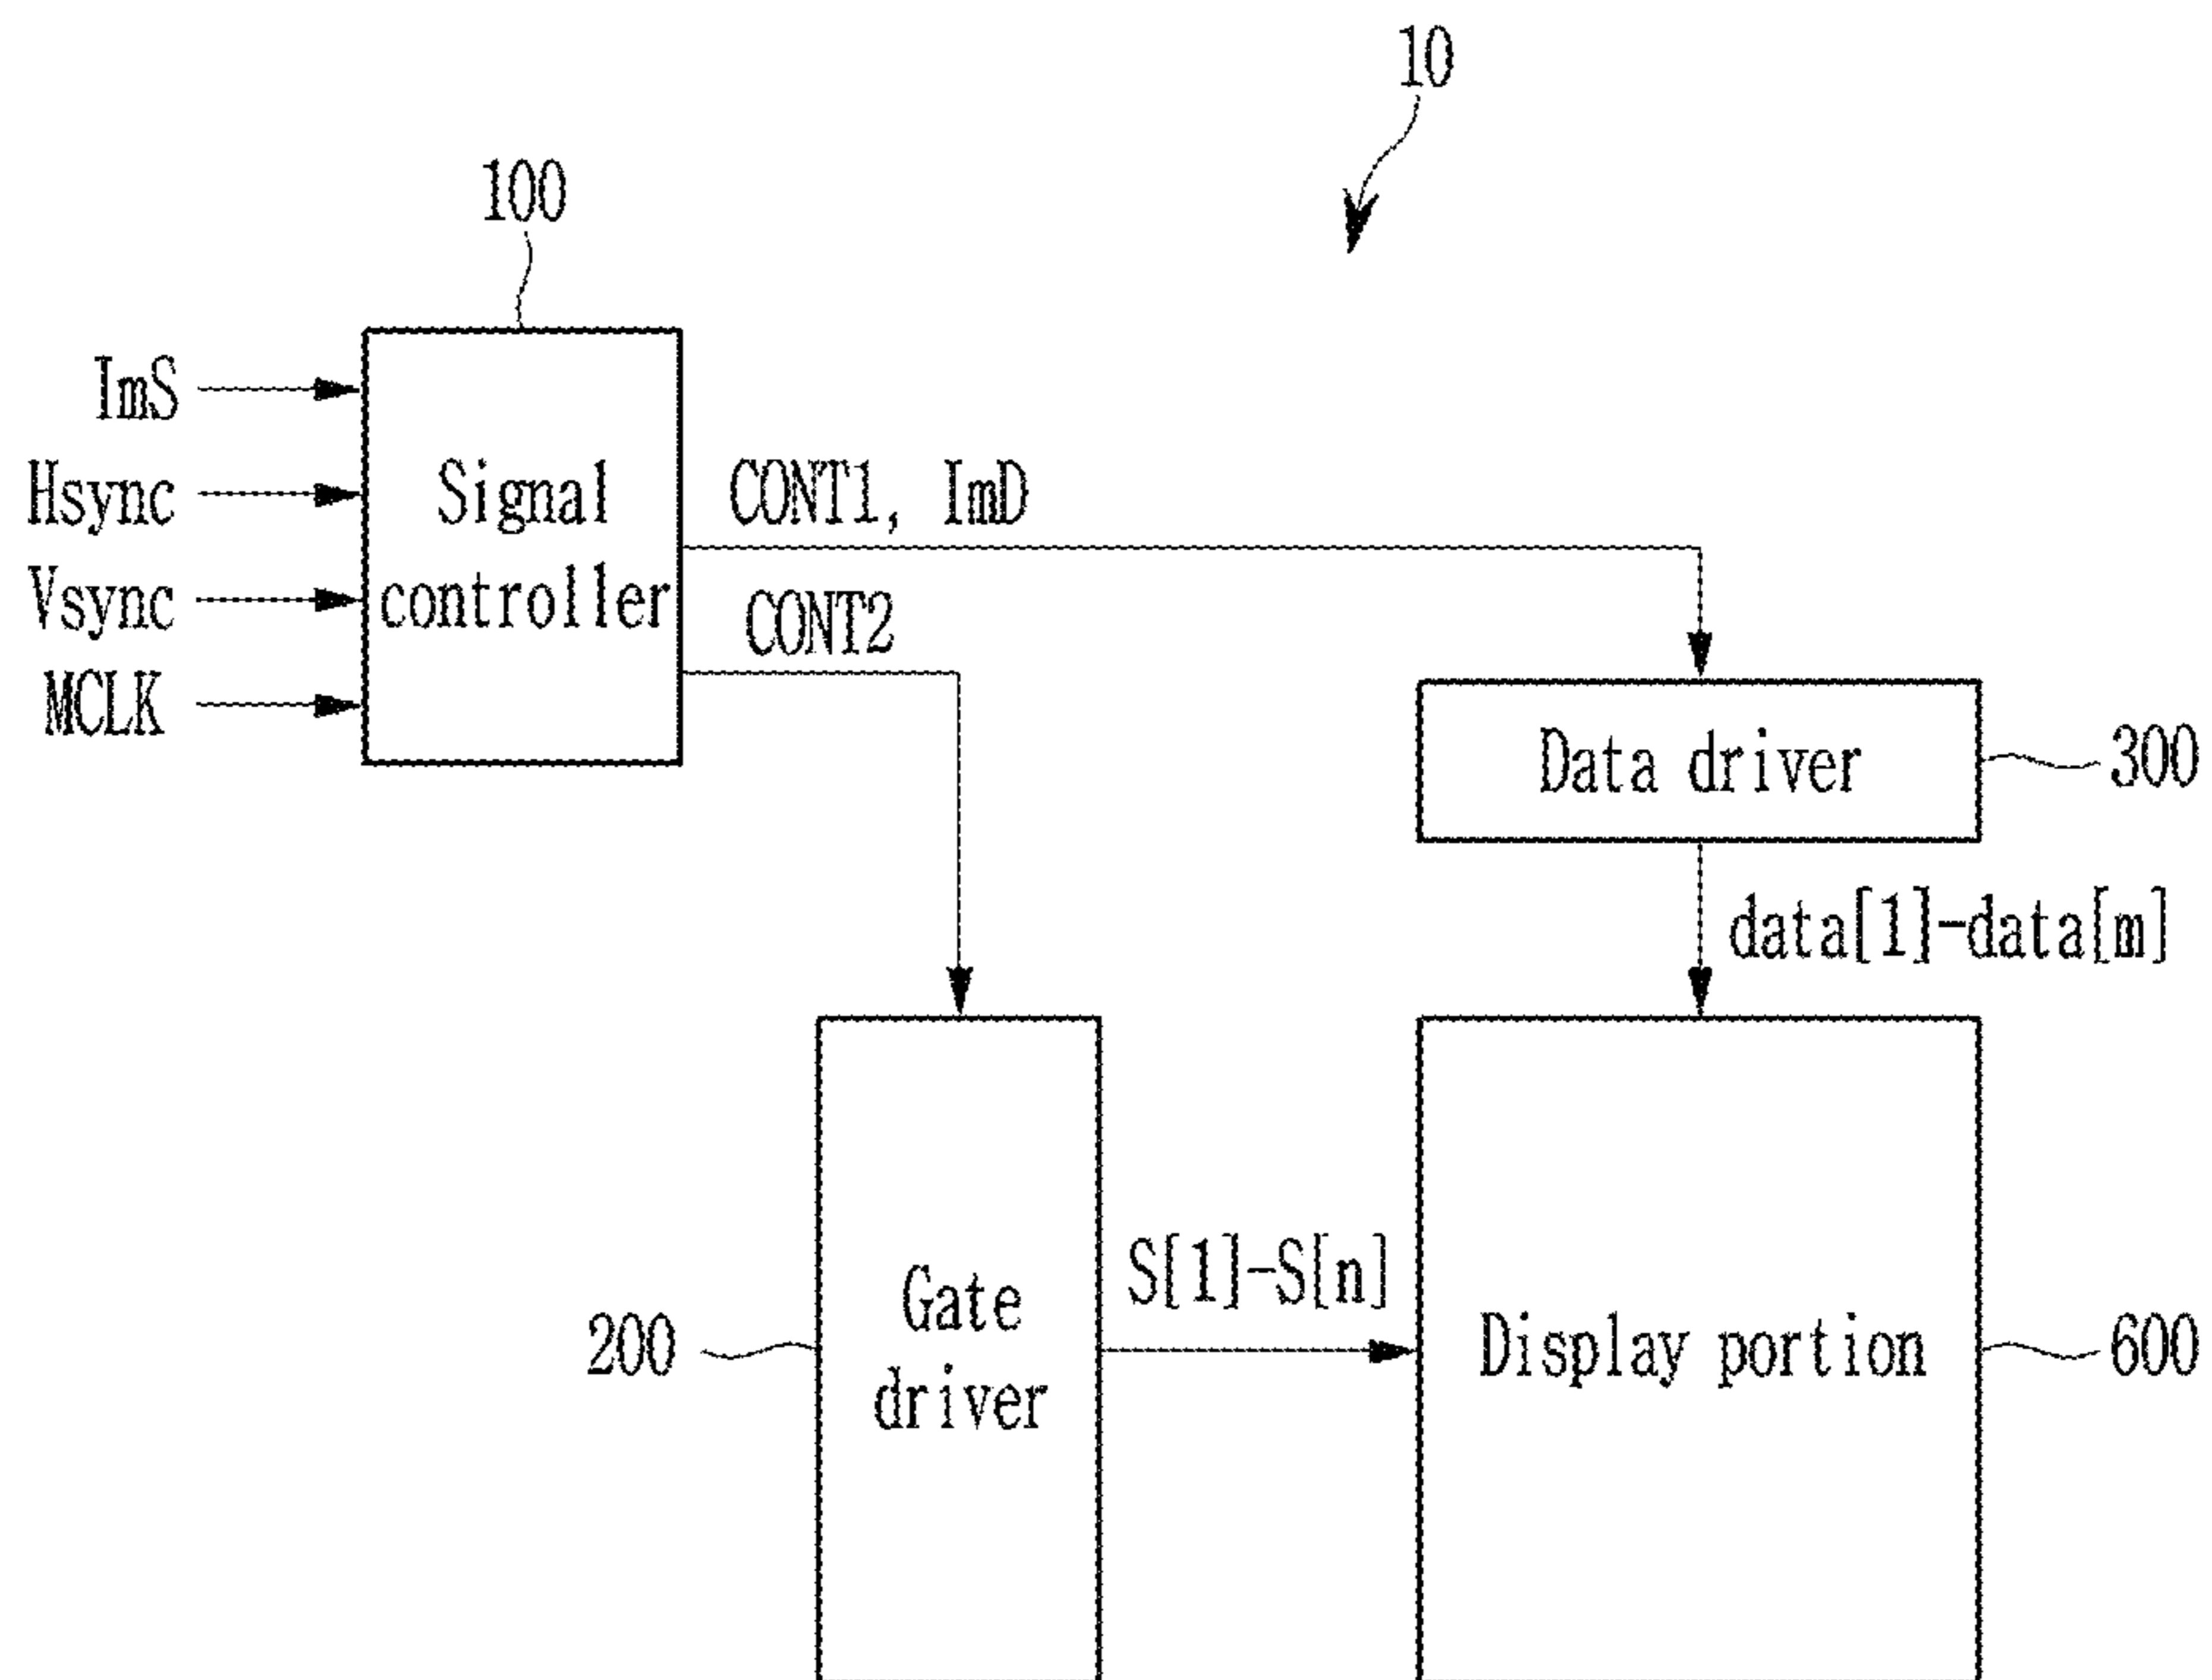 10
100
ImS
Hsync
Vsync
MCLK
Signal
controller
CONT1, ImD
CONT2
Data driver
300
data[1]-data[m]
Gate
driver
200
S[1]-S[n]
Display portion
600